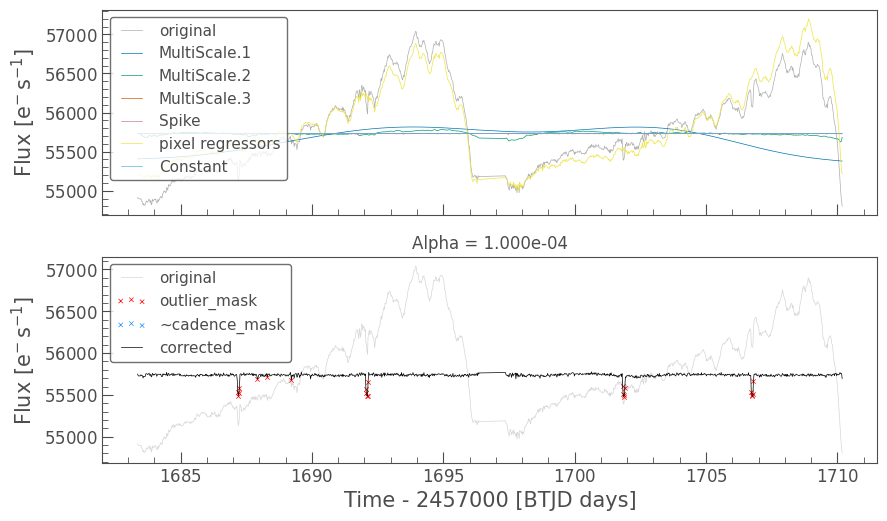 original
MultiScale.1
MultiScale.2
MultiScale.3
Spike
pixel regressors
Constant
57000
56500
56000
55500
55000
Flux [e⁻ s⁻¹]
Alpha = 1.000e-04
original
outlier_mask
~cadence_mask
corrected
57000
56000
55500
55000
Flux [e⁻ s⁻¹]
1685 1690 1695 1700 1705 1710
Time - 2457000 [BTJD days]